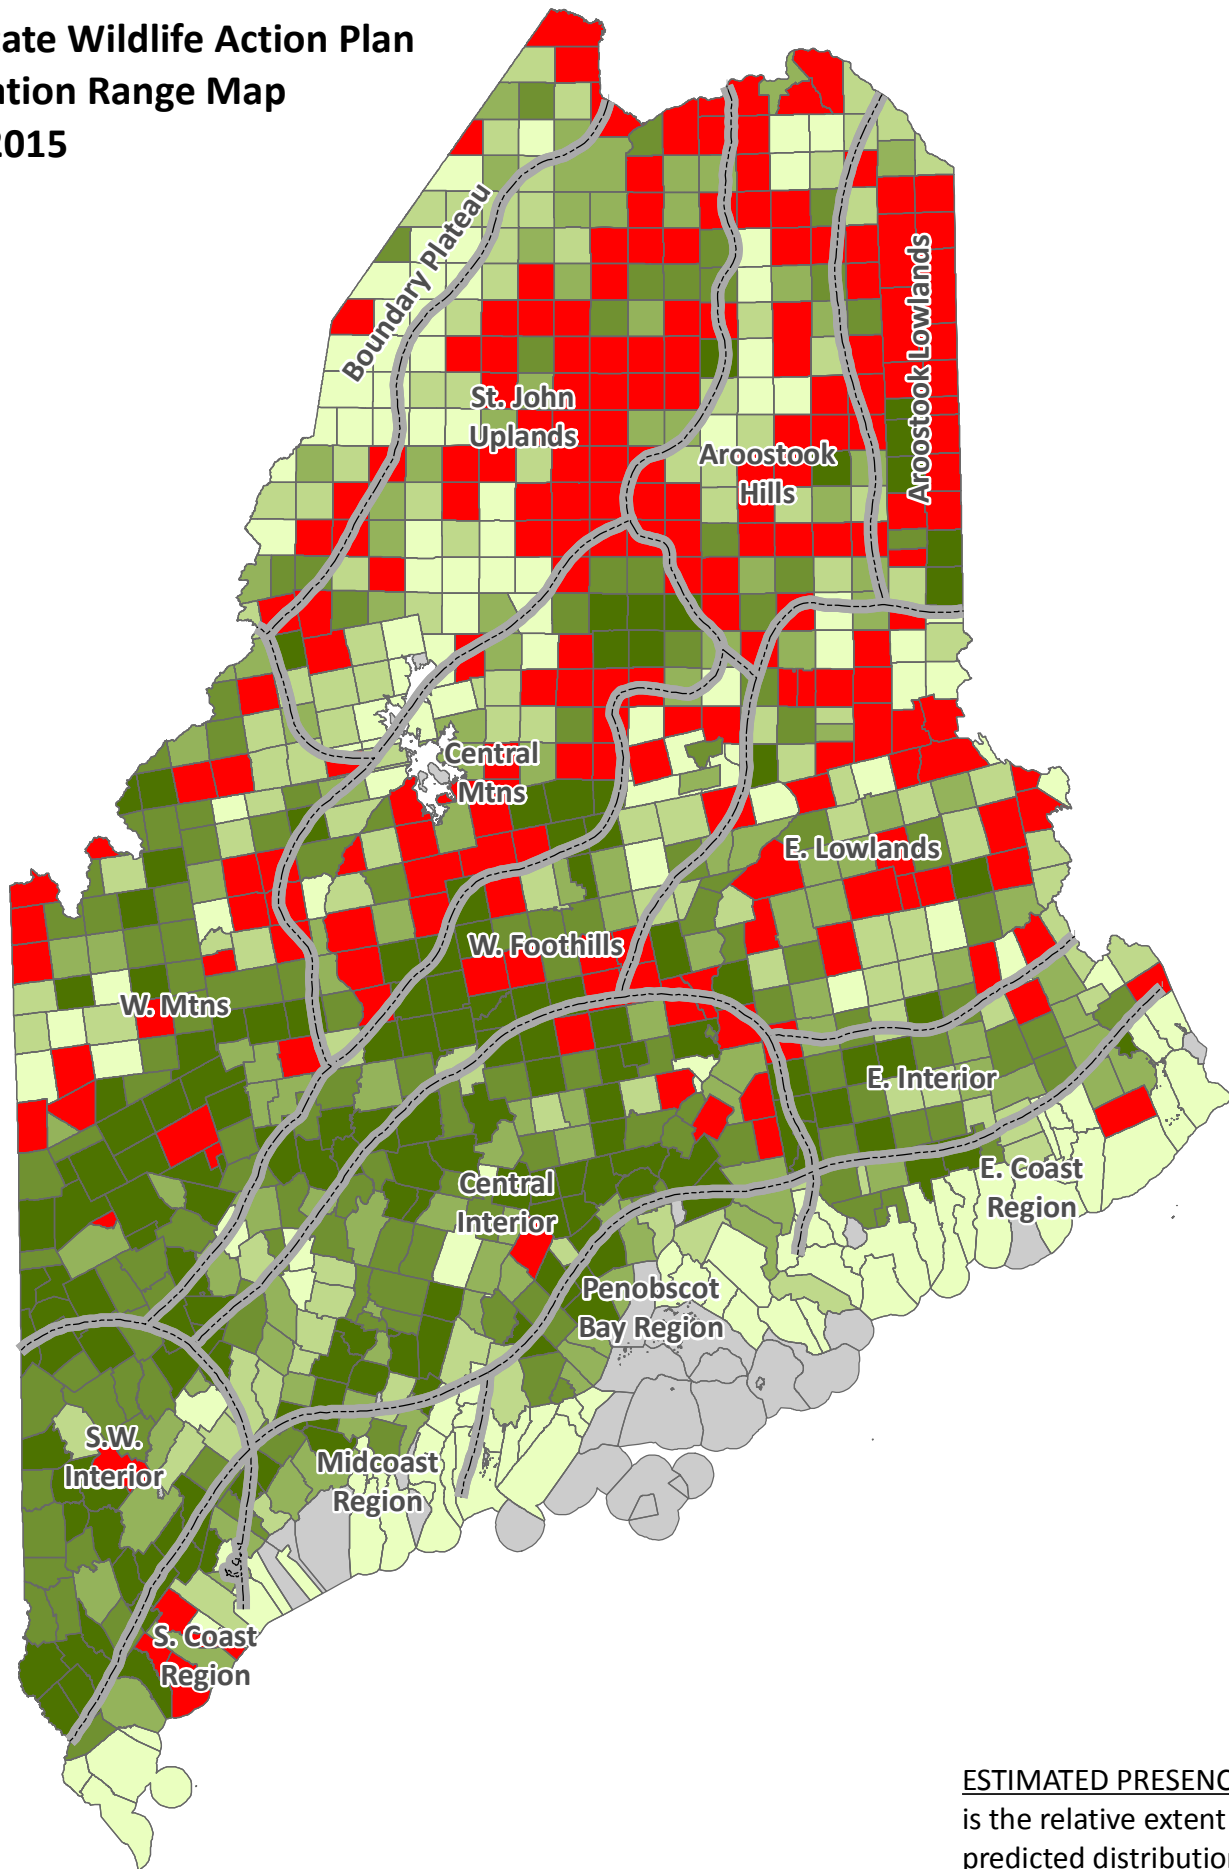 ate Wildlife Action Plan
ation Range Map
2015
Boundary Plateau
St. John
Uplands
Aroostook
Hills
Aroostook Lowlands
Central
Mtns
E. Lowlands
W. Foothills
W. Mtns
E. Interior
Central
Interior
E. Coast
Region
Penobscot
Bay Region
S.W.
Interior
Midcoast
Region
S. Coast
Region
ESTIMATED PRESENC
is the relative extent
predicted distribution